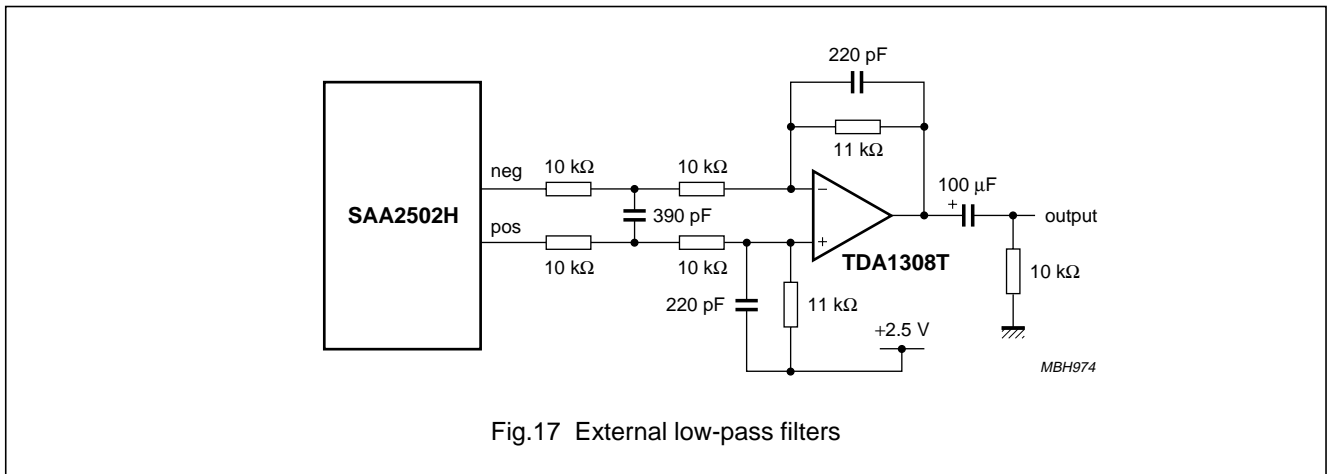 220 pF
11 kΩ
neg
10 kΩ
10 kΩ
100 µF
+
SAA2502H
390 pF
−
output
pos
+
10 kΩ
10 kΩ
TDA1308T
10 kΩ
220 pF
11 kΩ
+2.5 V
MBH974
Fig.17 External low-pass filters